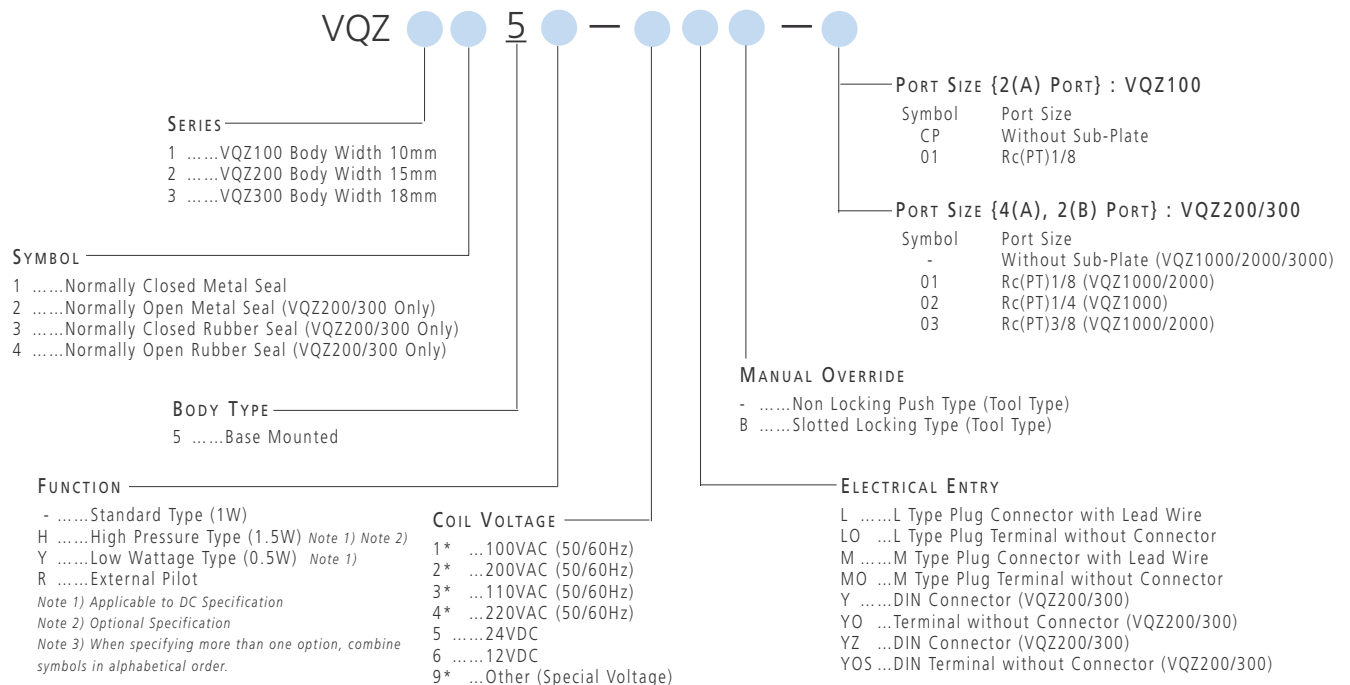 VQZ 5 — —
PORT SIZE {2(A) PORT} : VQZ100
Symbol Port Size
CP Without Sub-Plate
01 Rc(PT)1/8
SERIES
1 ......VQZ100 Body Width 10mm
2 ......VQZ200 Body Width 15mm
3 ......VQZ300 Body Width 18mm
PORT SIZE {4(A), 2(B) PORT} : VQZ200/300
Symbol Port Size
- Without Sub-Plate (VQZ1000/2000/3000)
01 Rc(PT)1/8 (VQZ1000/2000)
02 Rc(PT)1/4 (VQZ1000)
03 Rc(PT)3/8 (VQZ1000/2000)
SYMBOL
1 ......Normally Closed Metal Seal
2 ......Normally Open Metal Seal (VQZ200/300 Only)
3 ......Normally Closed Rubber Seal (VQZ200/300 Only)
4 ......Normally Open Rubber Seal (VQZ200/300 Only)
MANUAL OVERRIDE
- ......Non Locking Push Type (Tool Type)
B ......Slotted Locking Type (Tool Type)
BODY TYPE
5 ......Base Mounted
FUNCTION
- ......Standard Type (1W)
H ......High Pressure Type (1.5W) Note 1) Note 2)
Y ......Low Wattage Type (0.5W) Note 1)
R ......External Pilot
Note 1) Applicable to DC Specification
Note 2) Optional Specification
Note 3) When specifying more than one option, combine
symbols in alphabetical order.
COIL VOLTAGE
1* ...100VAC (50/60Hz)
2* ...200VAC (50/60Hz)
3* ...110VAC (50/60Hz)
4* ...220VAC (50/60Hz)
5 ......24VDC
6 ......12VDC
9* ...Other (Special Voltage)
ELECTRICAL ENTRY
L ......L Type Plug Connector with Lead Wire
LO ...L Type Plug Terminal without Connector
M ......M Type Plug Connector with Lead Wire
MO ...M Type Plug Terminal without Connector
Y ......DIN Connector (VQZ200/300)
YO ...Terminal without Connector (VQZ200/300)
YZ ...DIN Connector (VQZ200/300)
YOS ...DIN Terminal without Connector (VQZ200/300)